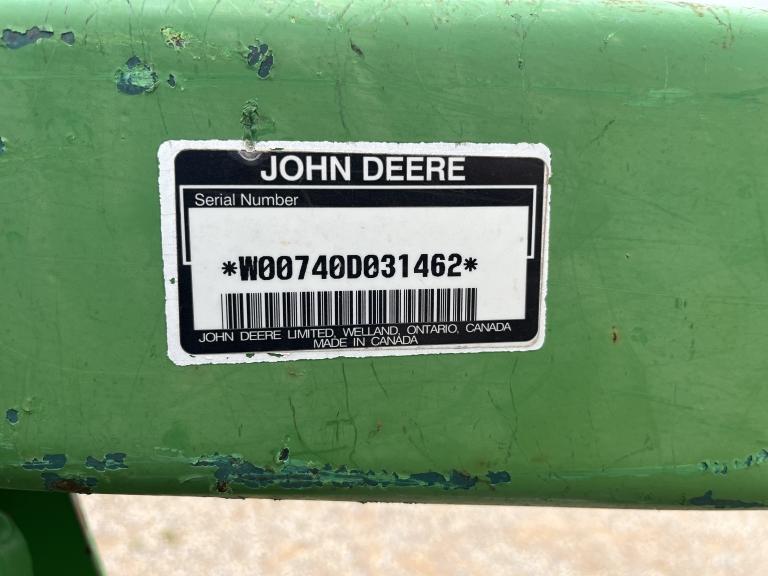 JOHN DEERE
Serial Number
*W00740D031462*
JOHN DEERE LIMITED, WELLAND, ONTARIO, CANADA
MADE IN CANADA